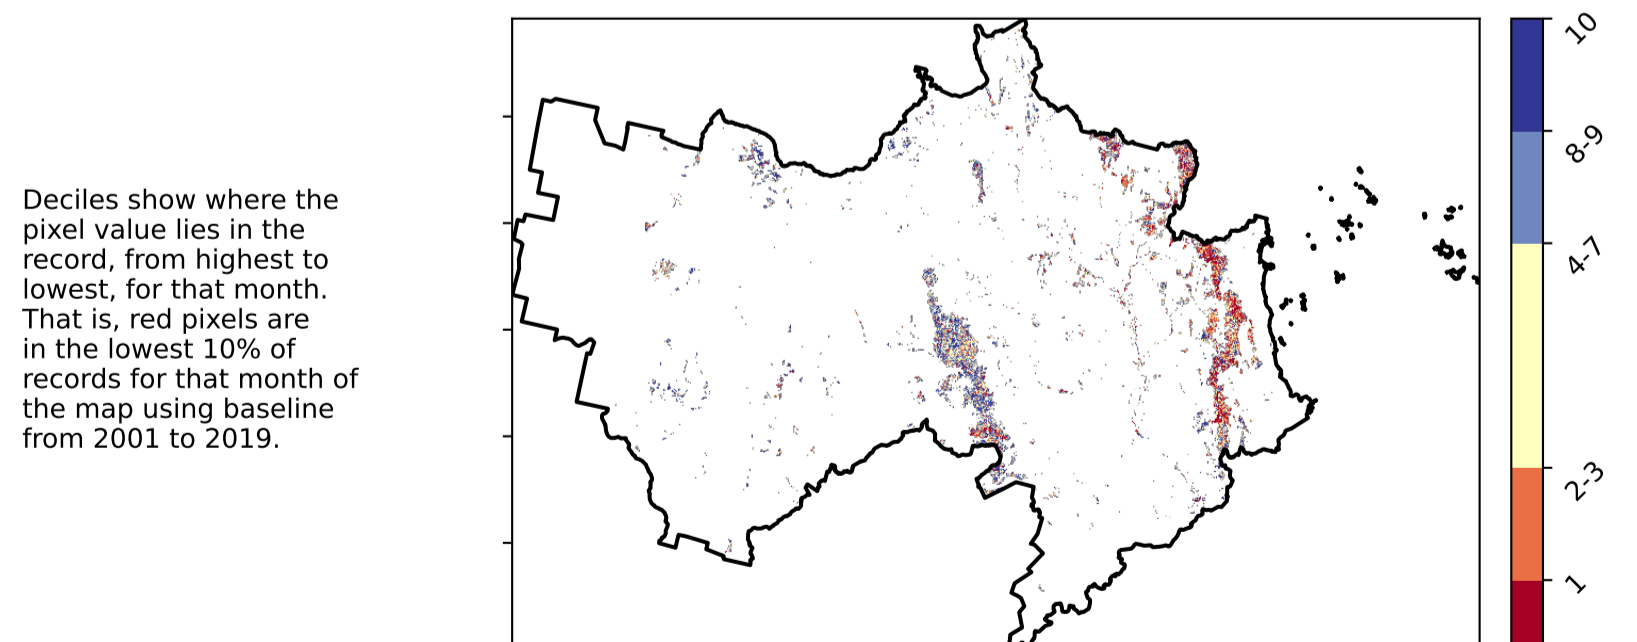 Deciles show where the
pixel value lies in the
record, from highest to
lowest, for that month.
That is, red pixels are
in the lowest 10% of
records for that month of
the map using baseline
from 2001 to 2019.
10
8-9
4-7
2-3
1